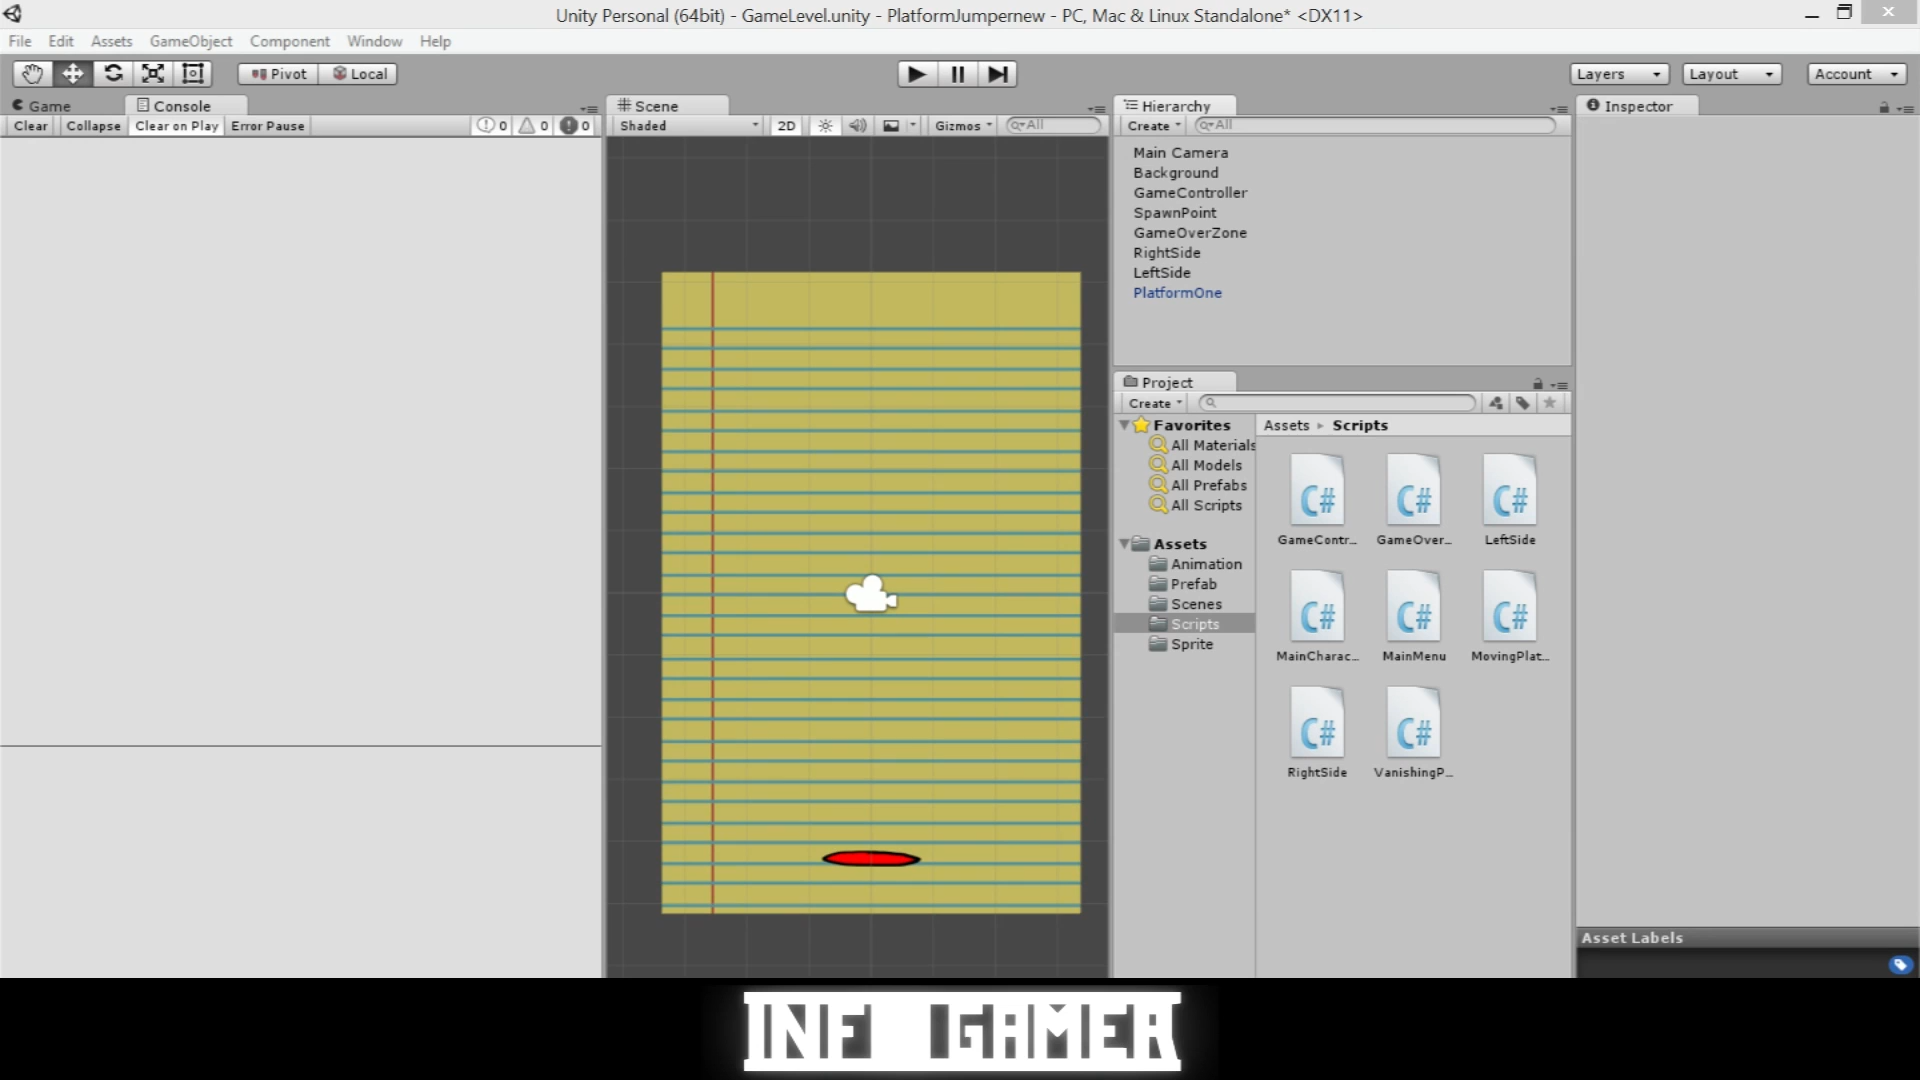 Unity Personal (64bit) - GameLevel.unity - PlatformJumpernew - PC, Mac & Linux Standalone* <DX11>
File Edit Assets GameObject Component Window Help
Pivot Local
Layers Layout Account
Game Console
Clear Collapse Clear on Play Error Pause 0 0 0
Scene
Shaded 2D Gizmos All
Hierarchy
Create All
Main Camera
Background
GameController
SpawnPoint
GameOverZone
RightSide
LeftSide
PlatformOne
Project
Create
Favorites
All Materials
All Models
All Prefabs
All Scripts
Assets
Animation
Prefab
Scenes
Scripts
Sprite
Assets Scripts
C# C# C#
GameContr... GameOver... LeftSide
C# C# C#
MainCharac... MainMenu MovingPlat...
C# C#
RightSide VanishingP...
Inspector
Asset Labels
INF GAMER